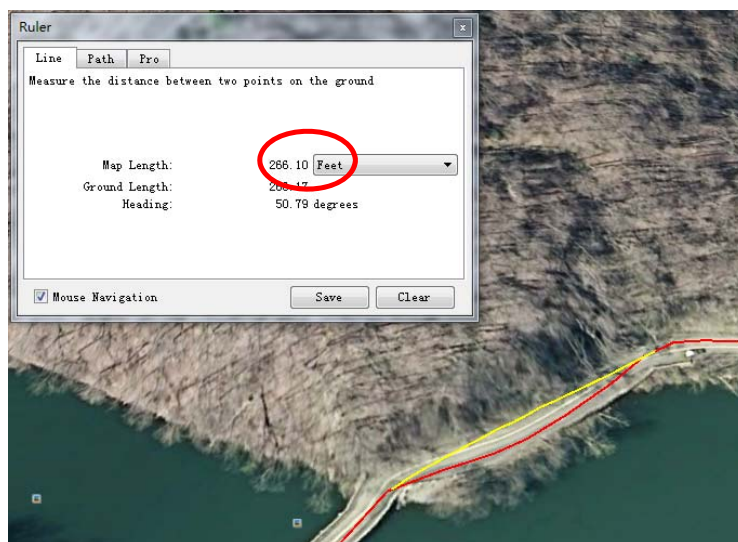 Ruler
Line Path Pro
Measure the distance between two points on the ground
Map Length: 266.10 Feet
Ground Length:
Heading: 50.79 degrees
Mouse Navigation Save Clear